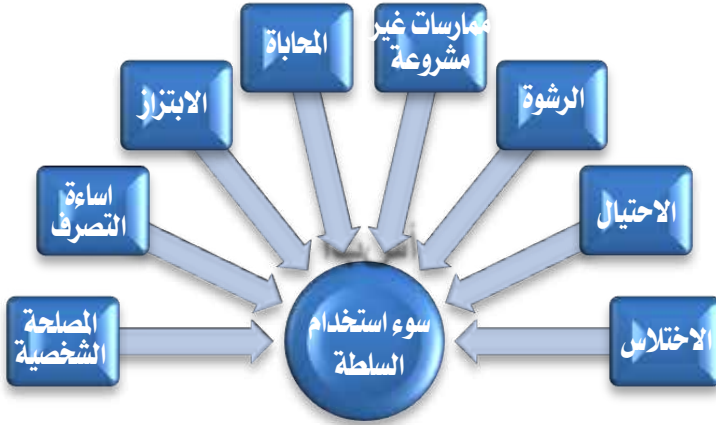 ممارسات غير
مشروعة
المحاباة
الرشوة
الابتزاز
الاحتيال
اساءة
التصرف
الاختلاس
المصلحة
الشخصية
سوء استخدام
السلطة